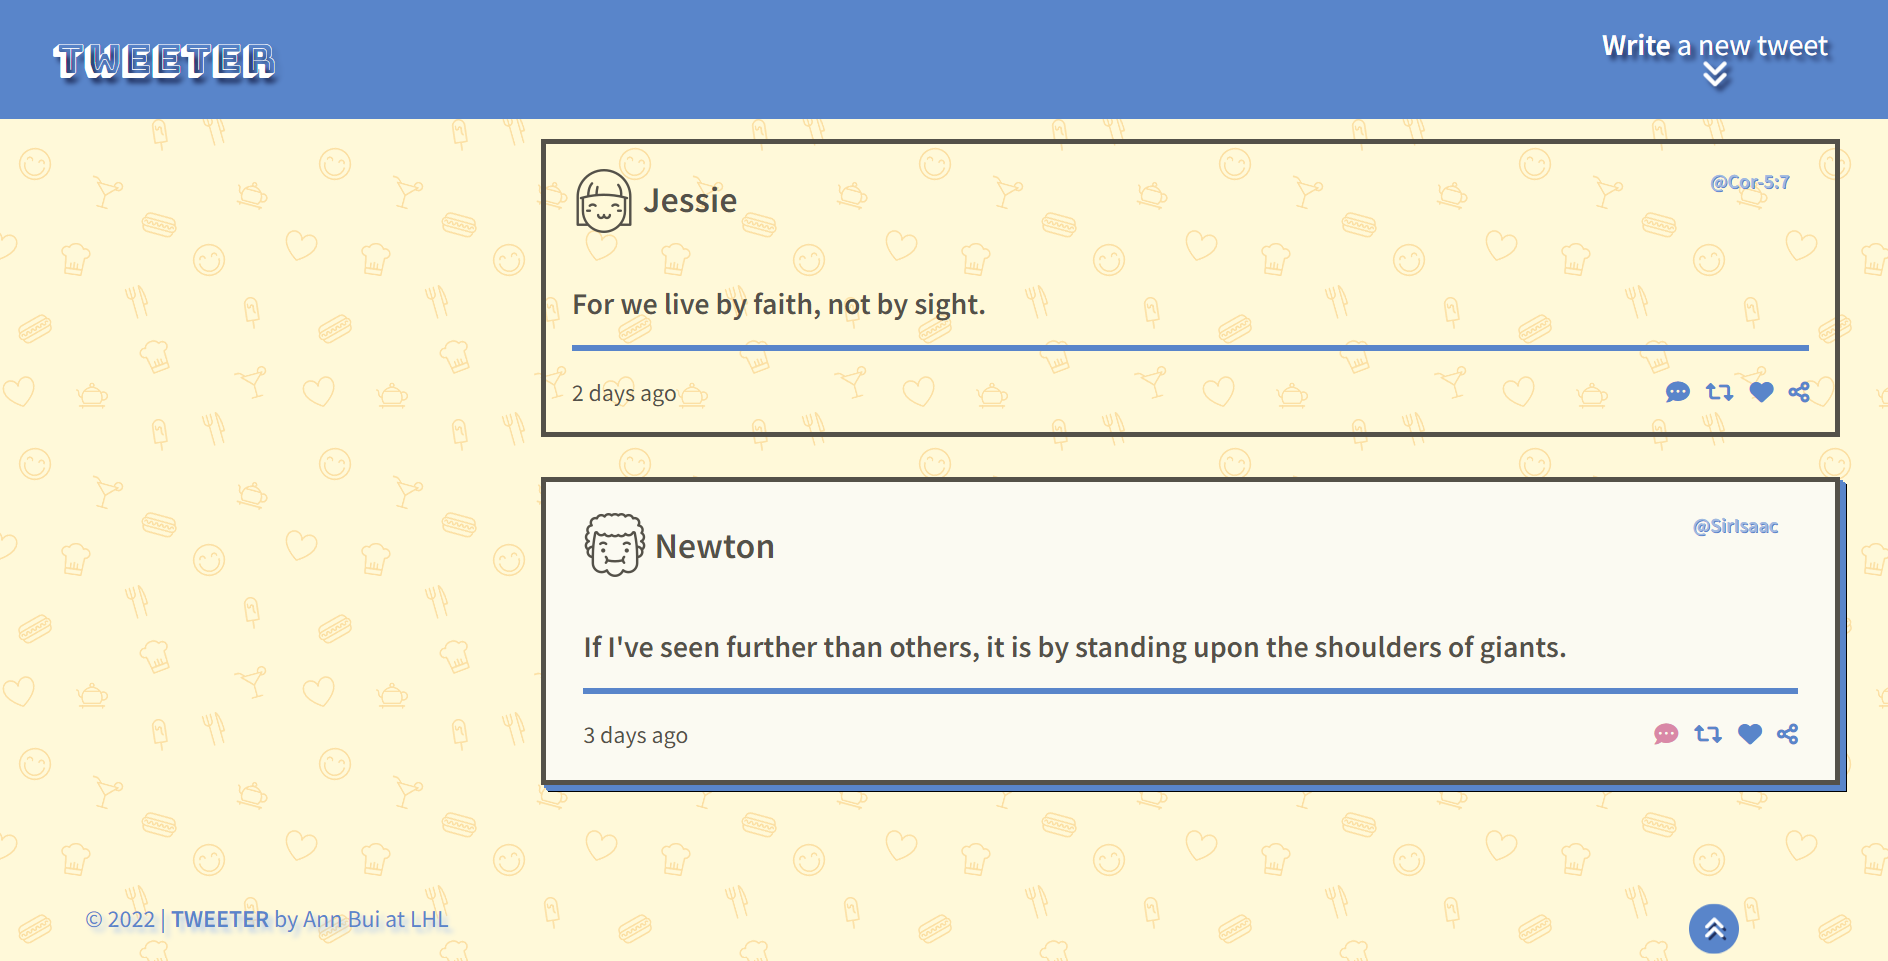 TWEETER
Write a new tweet
Jessie
@Cor-5:7
For we live by faith, not by sight.
2 days ago
Newton
@SirIsaac
If I've seen further than others, it is by standing upon the shoulders of giants.
3 days ago
© 2022 | TWEETER by Ann Bui at LHL